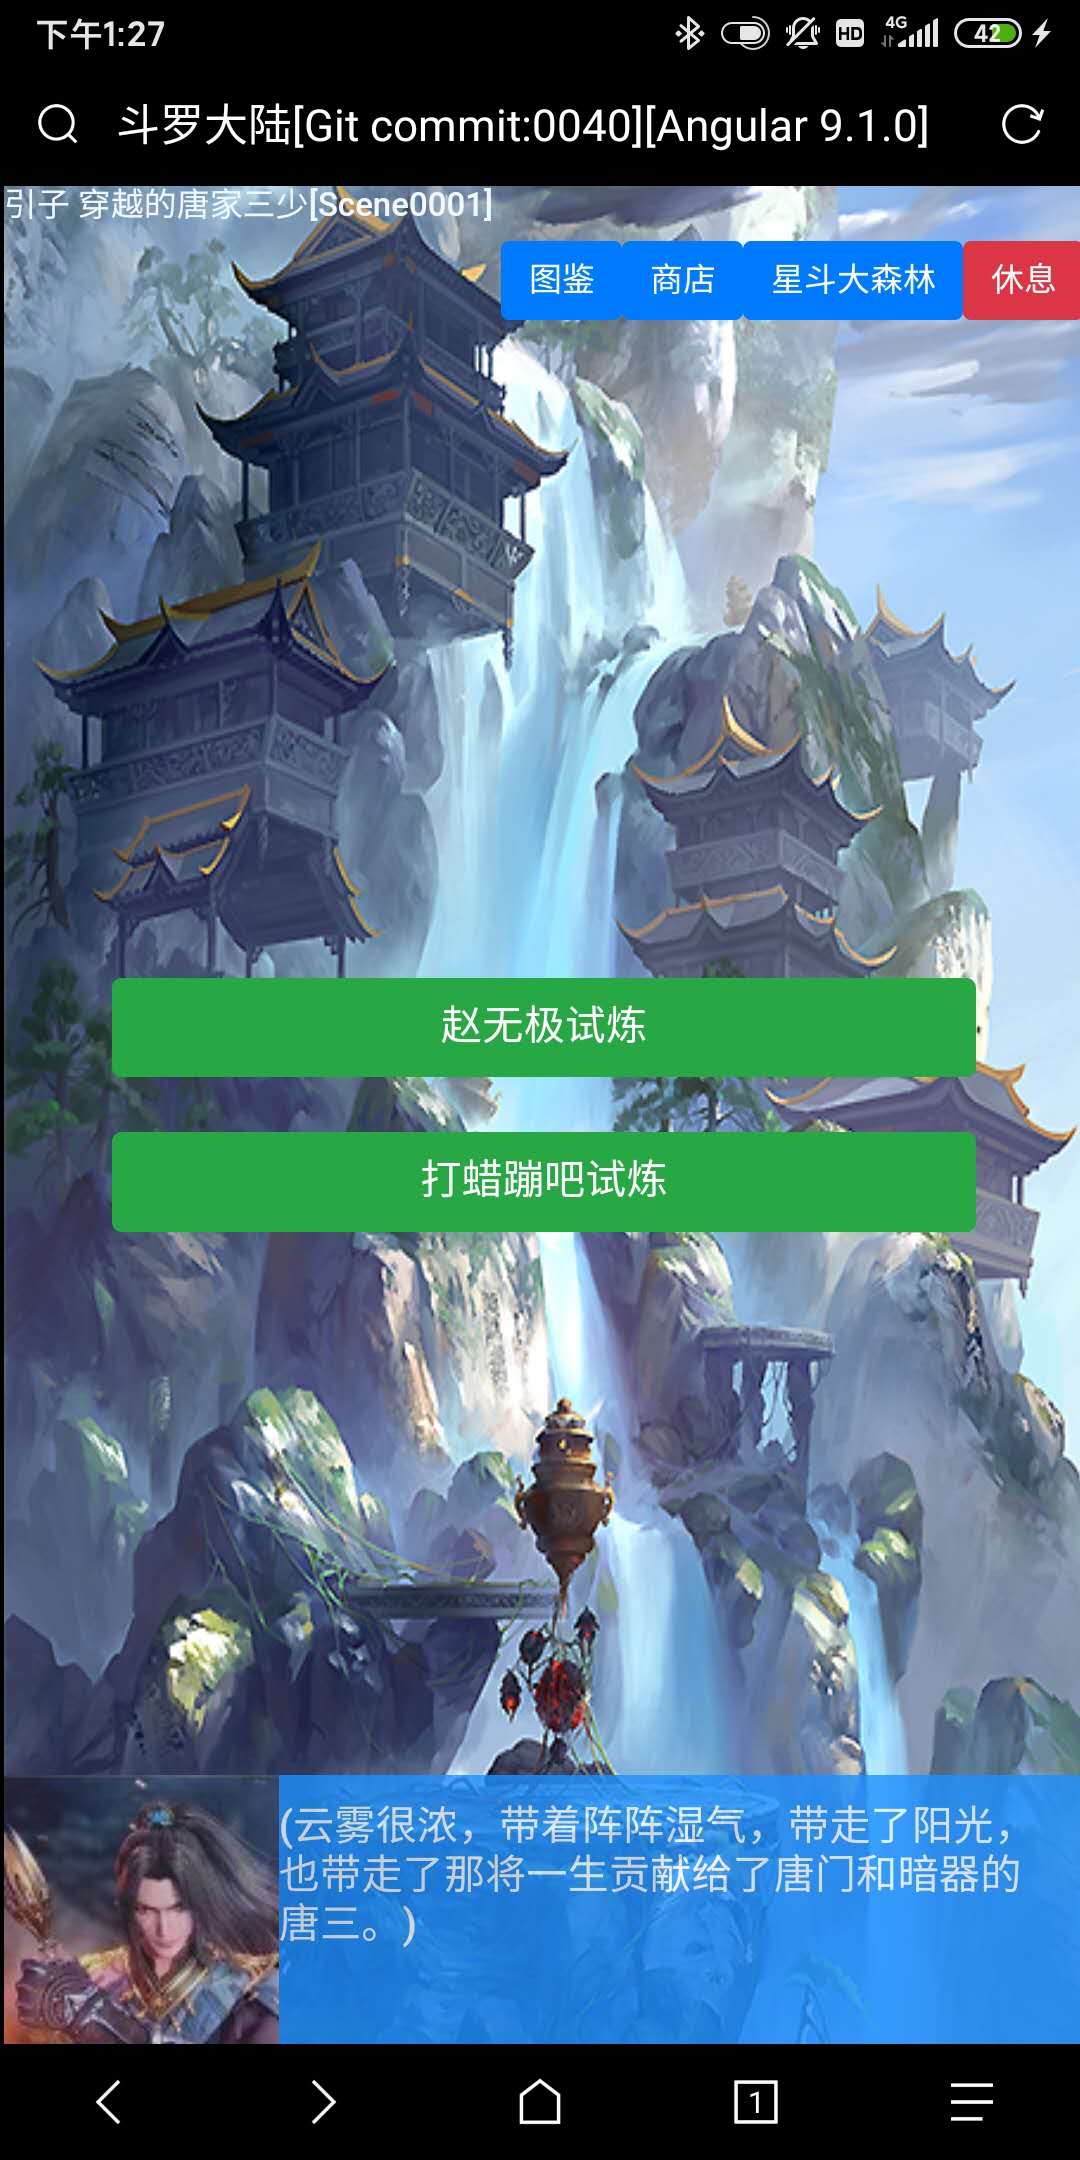 下午1:27
HD
4G
42
斗罗大陆[Git commit:0040][Angular 9.1.0]
引子 穿越的唐家三少[Scene0001]
图鉴 商店 星斗大森林 休息
赵无极试炼
打蜡蹦吧试炼
(云雾很浓，带着阵阵湿气，带走了阳光，
也带走了那将一生贡献给了唐门和暗器的
唐三。)
1